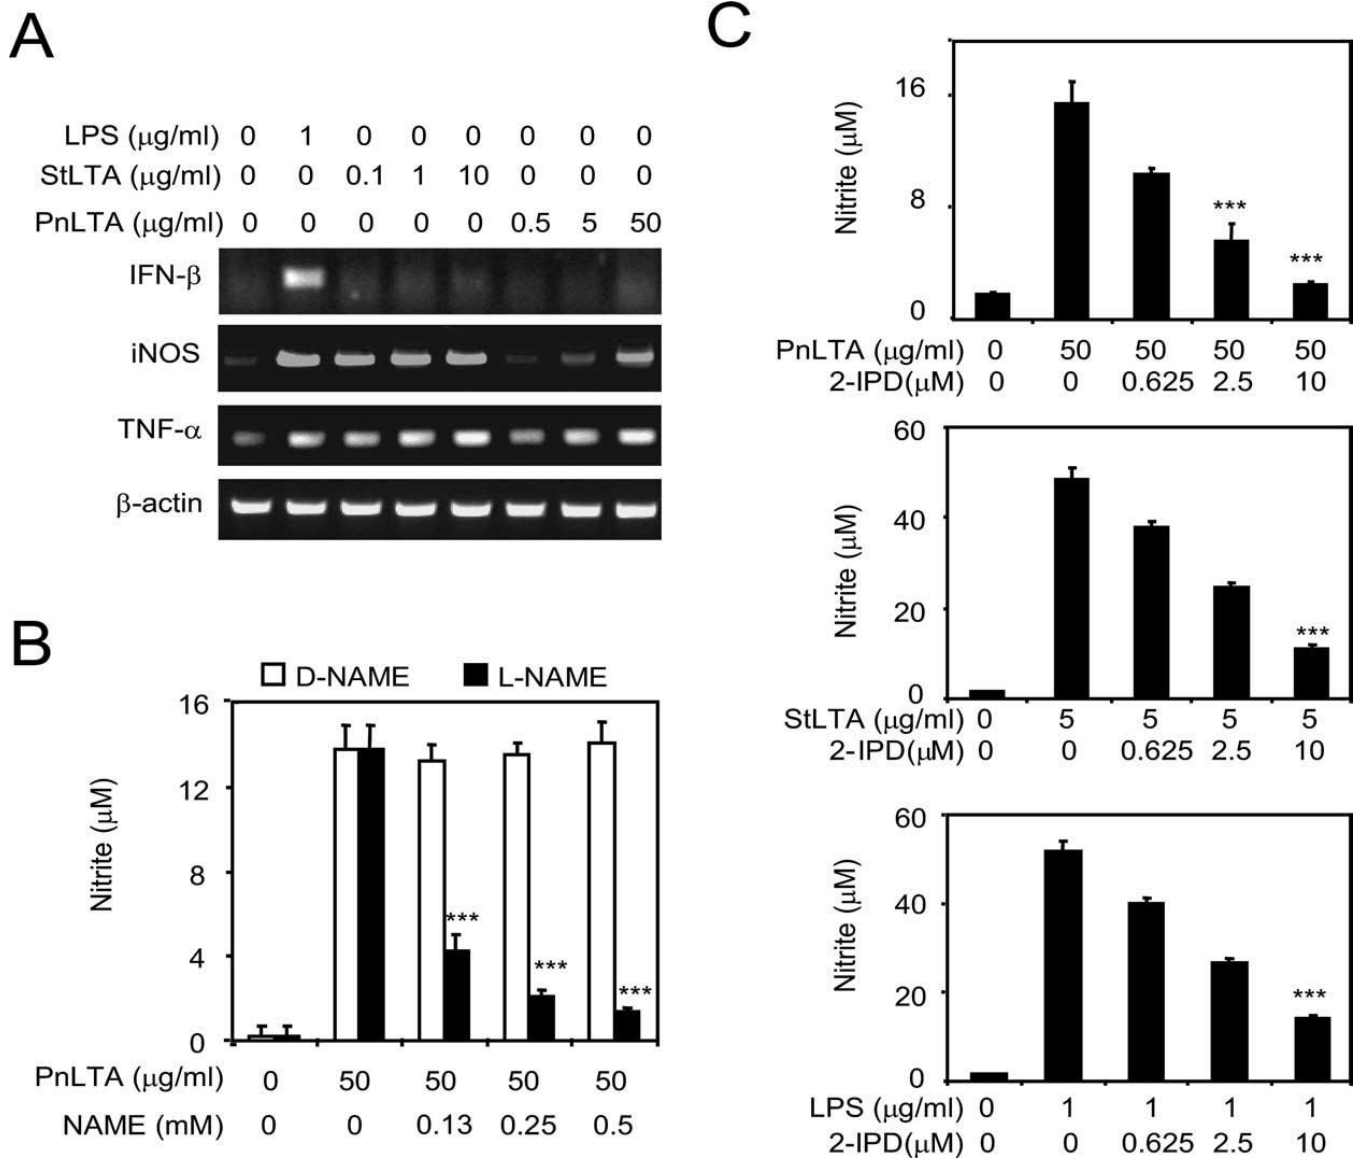 A
LPS (μg/ml) 0 1 0 0 0 0 0 0
StLTA (μg/ml) 0 0 0.1 1 10 0 0 0
PnLTA (μg/ml) 0 0 0 0 0 0.5 5 50
IFN-β
iNOS
TNF-α
β-actin
B
D-NAME L-NAME
16
12
8
4
0
Nitrite (μM)
*** *** ***
PnLTA (μg/ml) 0 50 50 50 50
NAME (mM) 0 0 0.13 0.25 0.5
C
16
8
0
Nitrite (μM)
*** ***
PnLTA (μg/ml) 0 50 50 50 50
2-IPD(μM) 0 0 0.625 2.5 10
60
40
20
0
Nitrite (μM)
***
StLTA (μg/ml) 0 5 5 5 5
2-IPD(μM) 0 0 0.625 2.5 10
60
40
20
0
Nitrite (μM)
***
LPS (μg/ml) 0 1 1 1 1
2-IPD(μM) 0 0 0.625 2.5 10